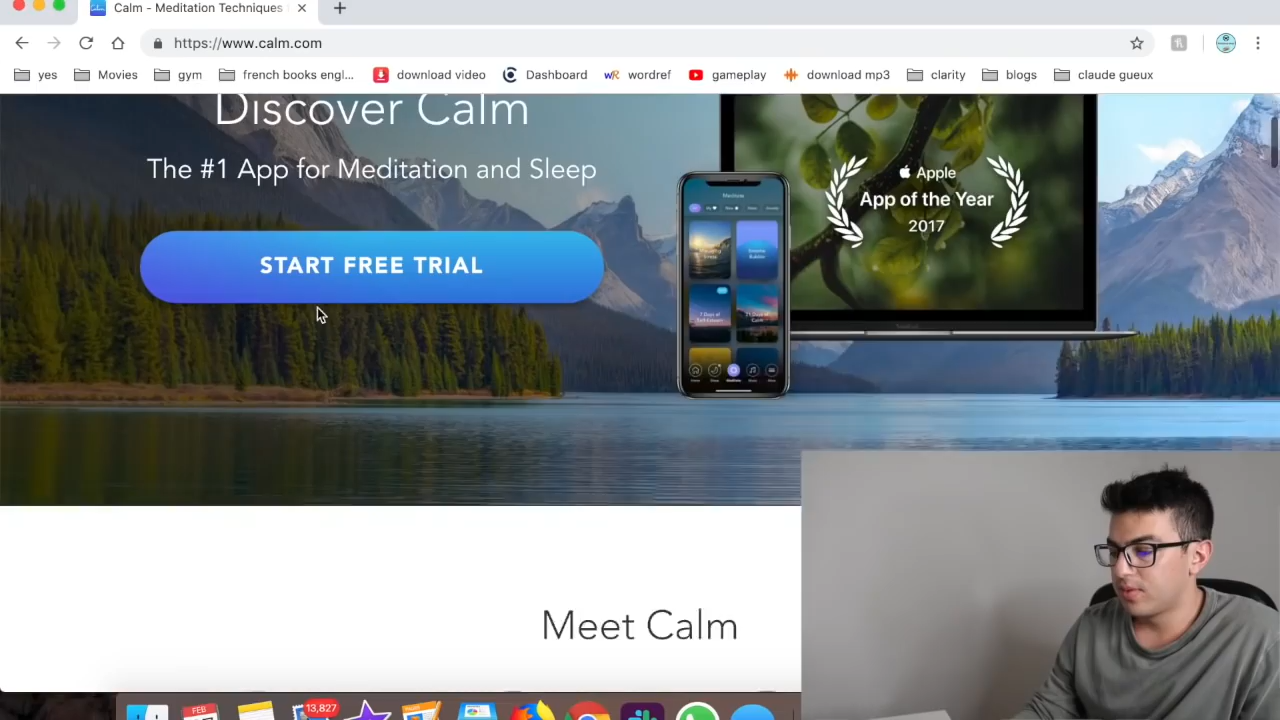 Calm - Meditation Techniques
https://www.calm.com
yes
Movies
gym
french books engl...
download video
Dashboard
wordref
gameplay
download mp3
clarity
blogs
claude gueux
Discover Calm
The #1 App for Meditation and Sleep
START FREE TRIAL
Apple
App of the Year
2017
Meet Calm
FEB
13,827